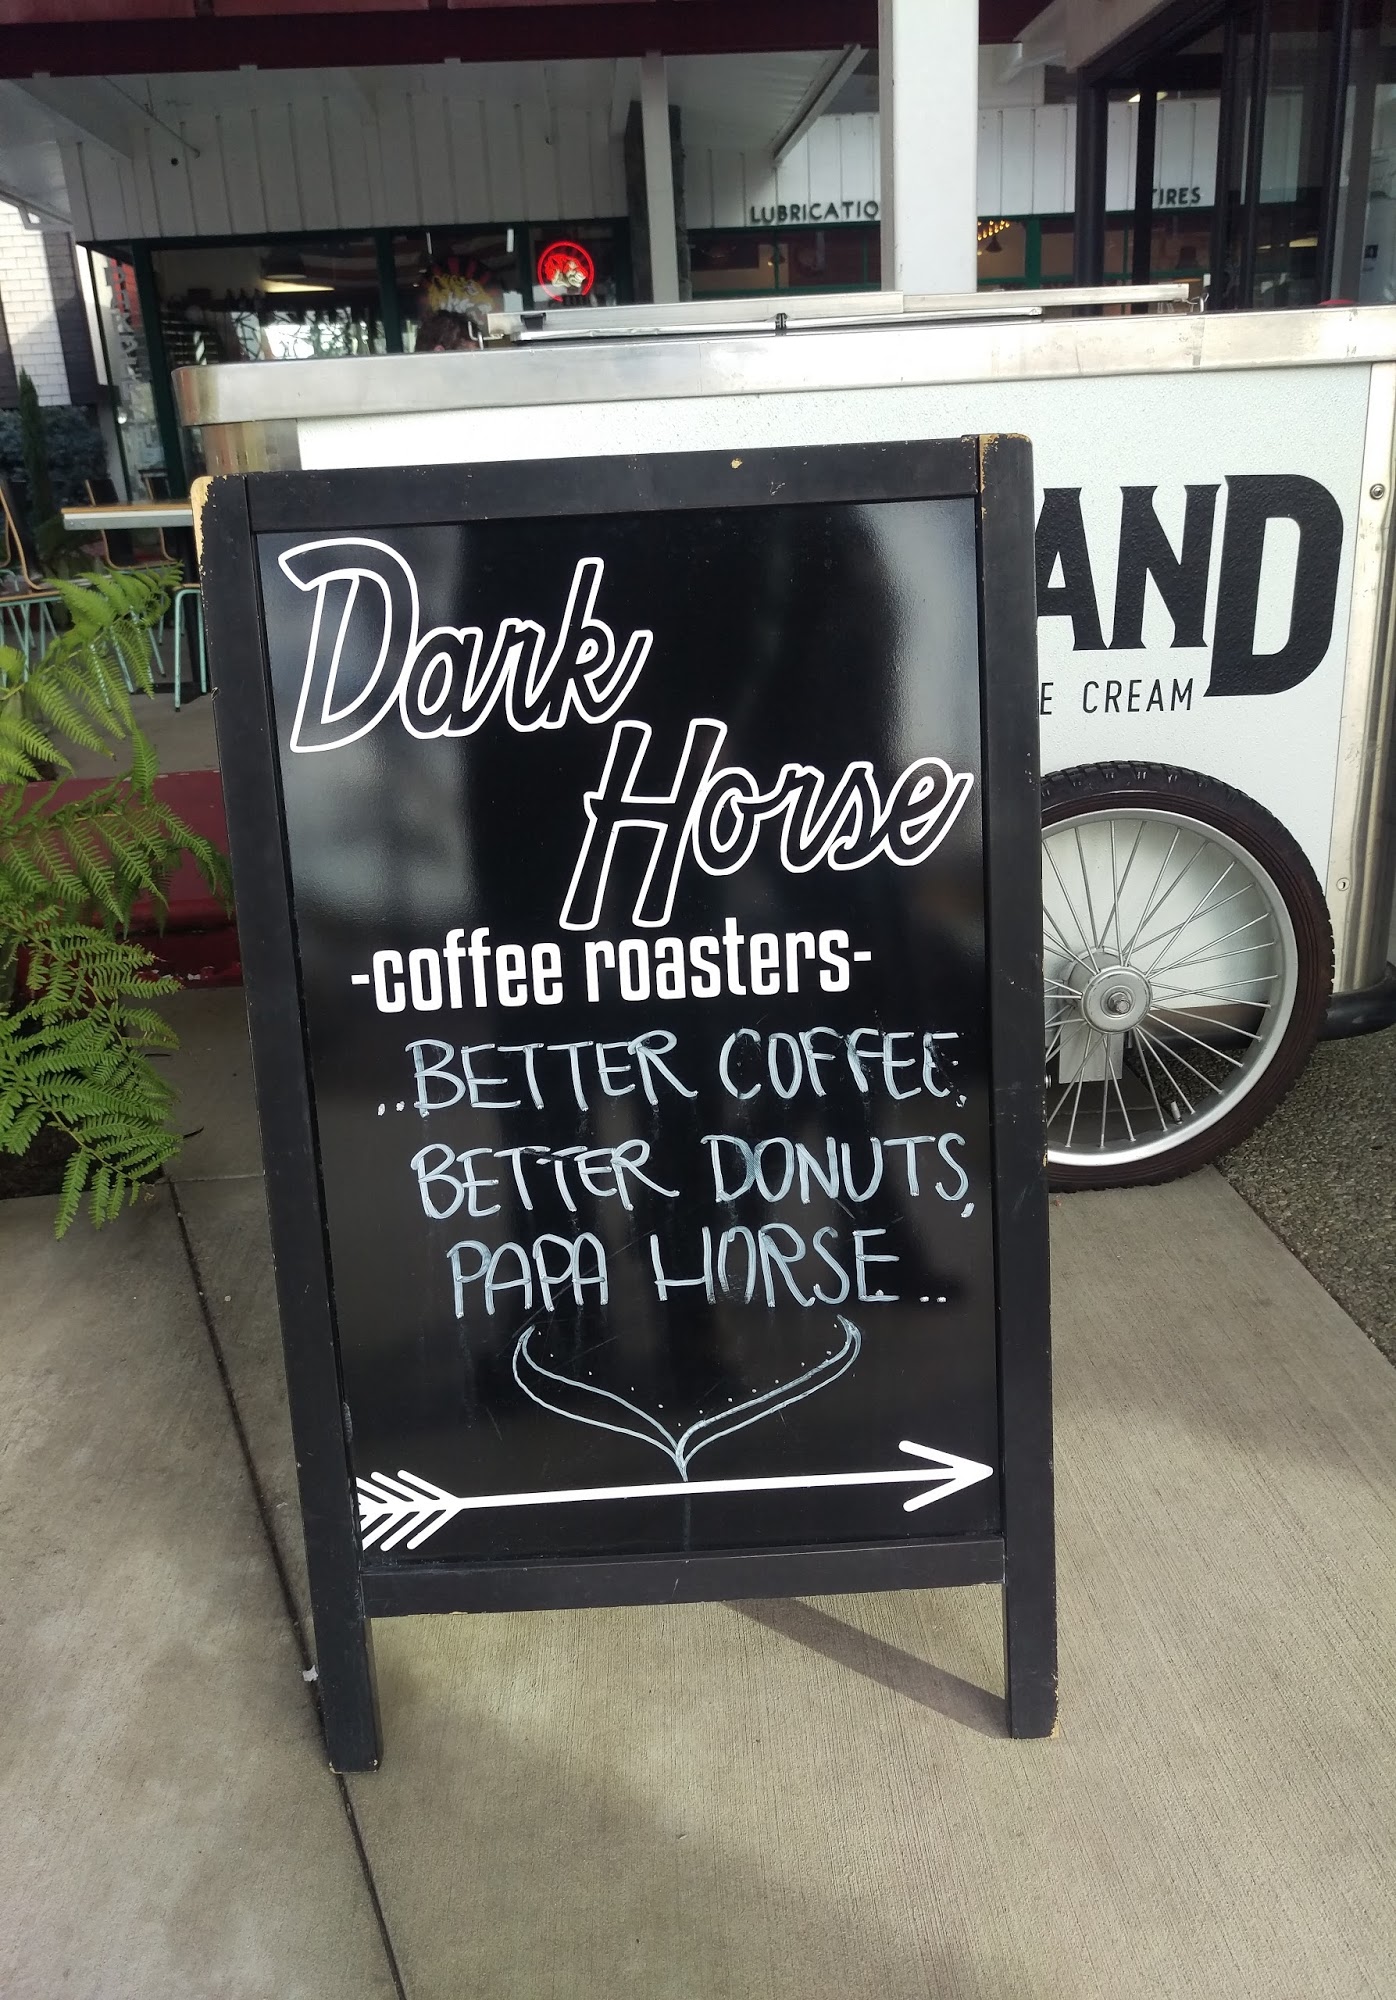 LUBRICATIO
TIRES
AND
E CREAM
Dark
Horse
-coffee roasters-
..BETTER COFFEE,
BETTER DONUTS,
PAPA HORSE..